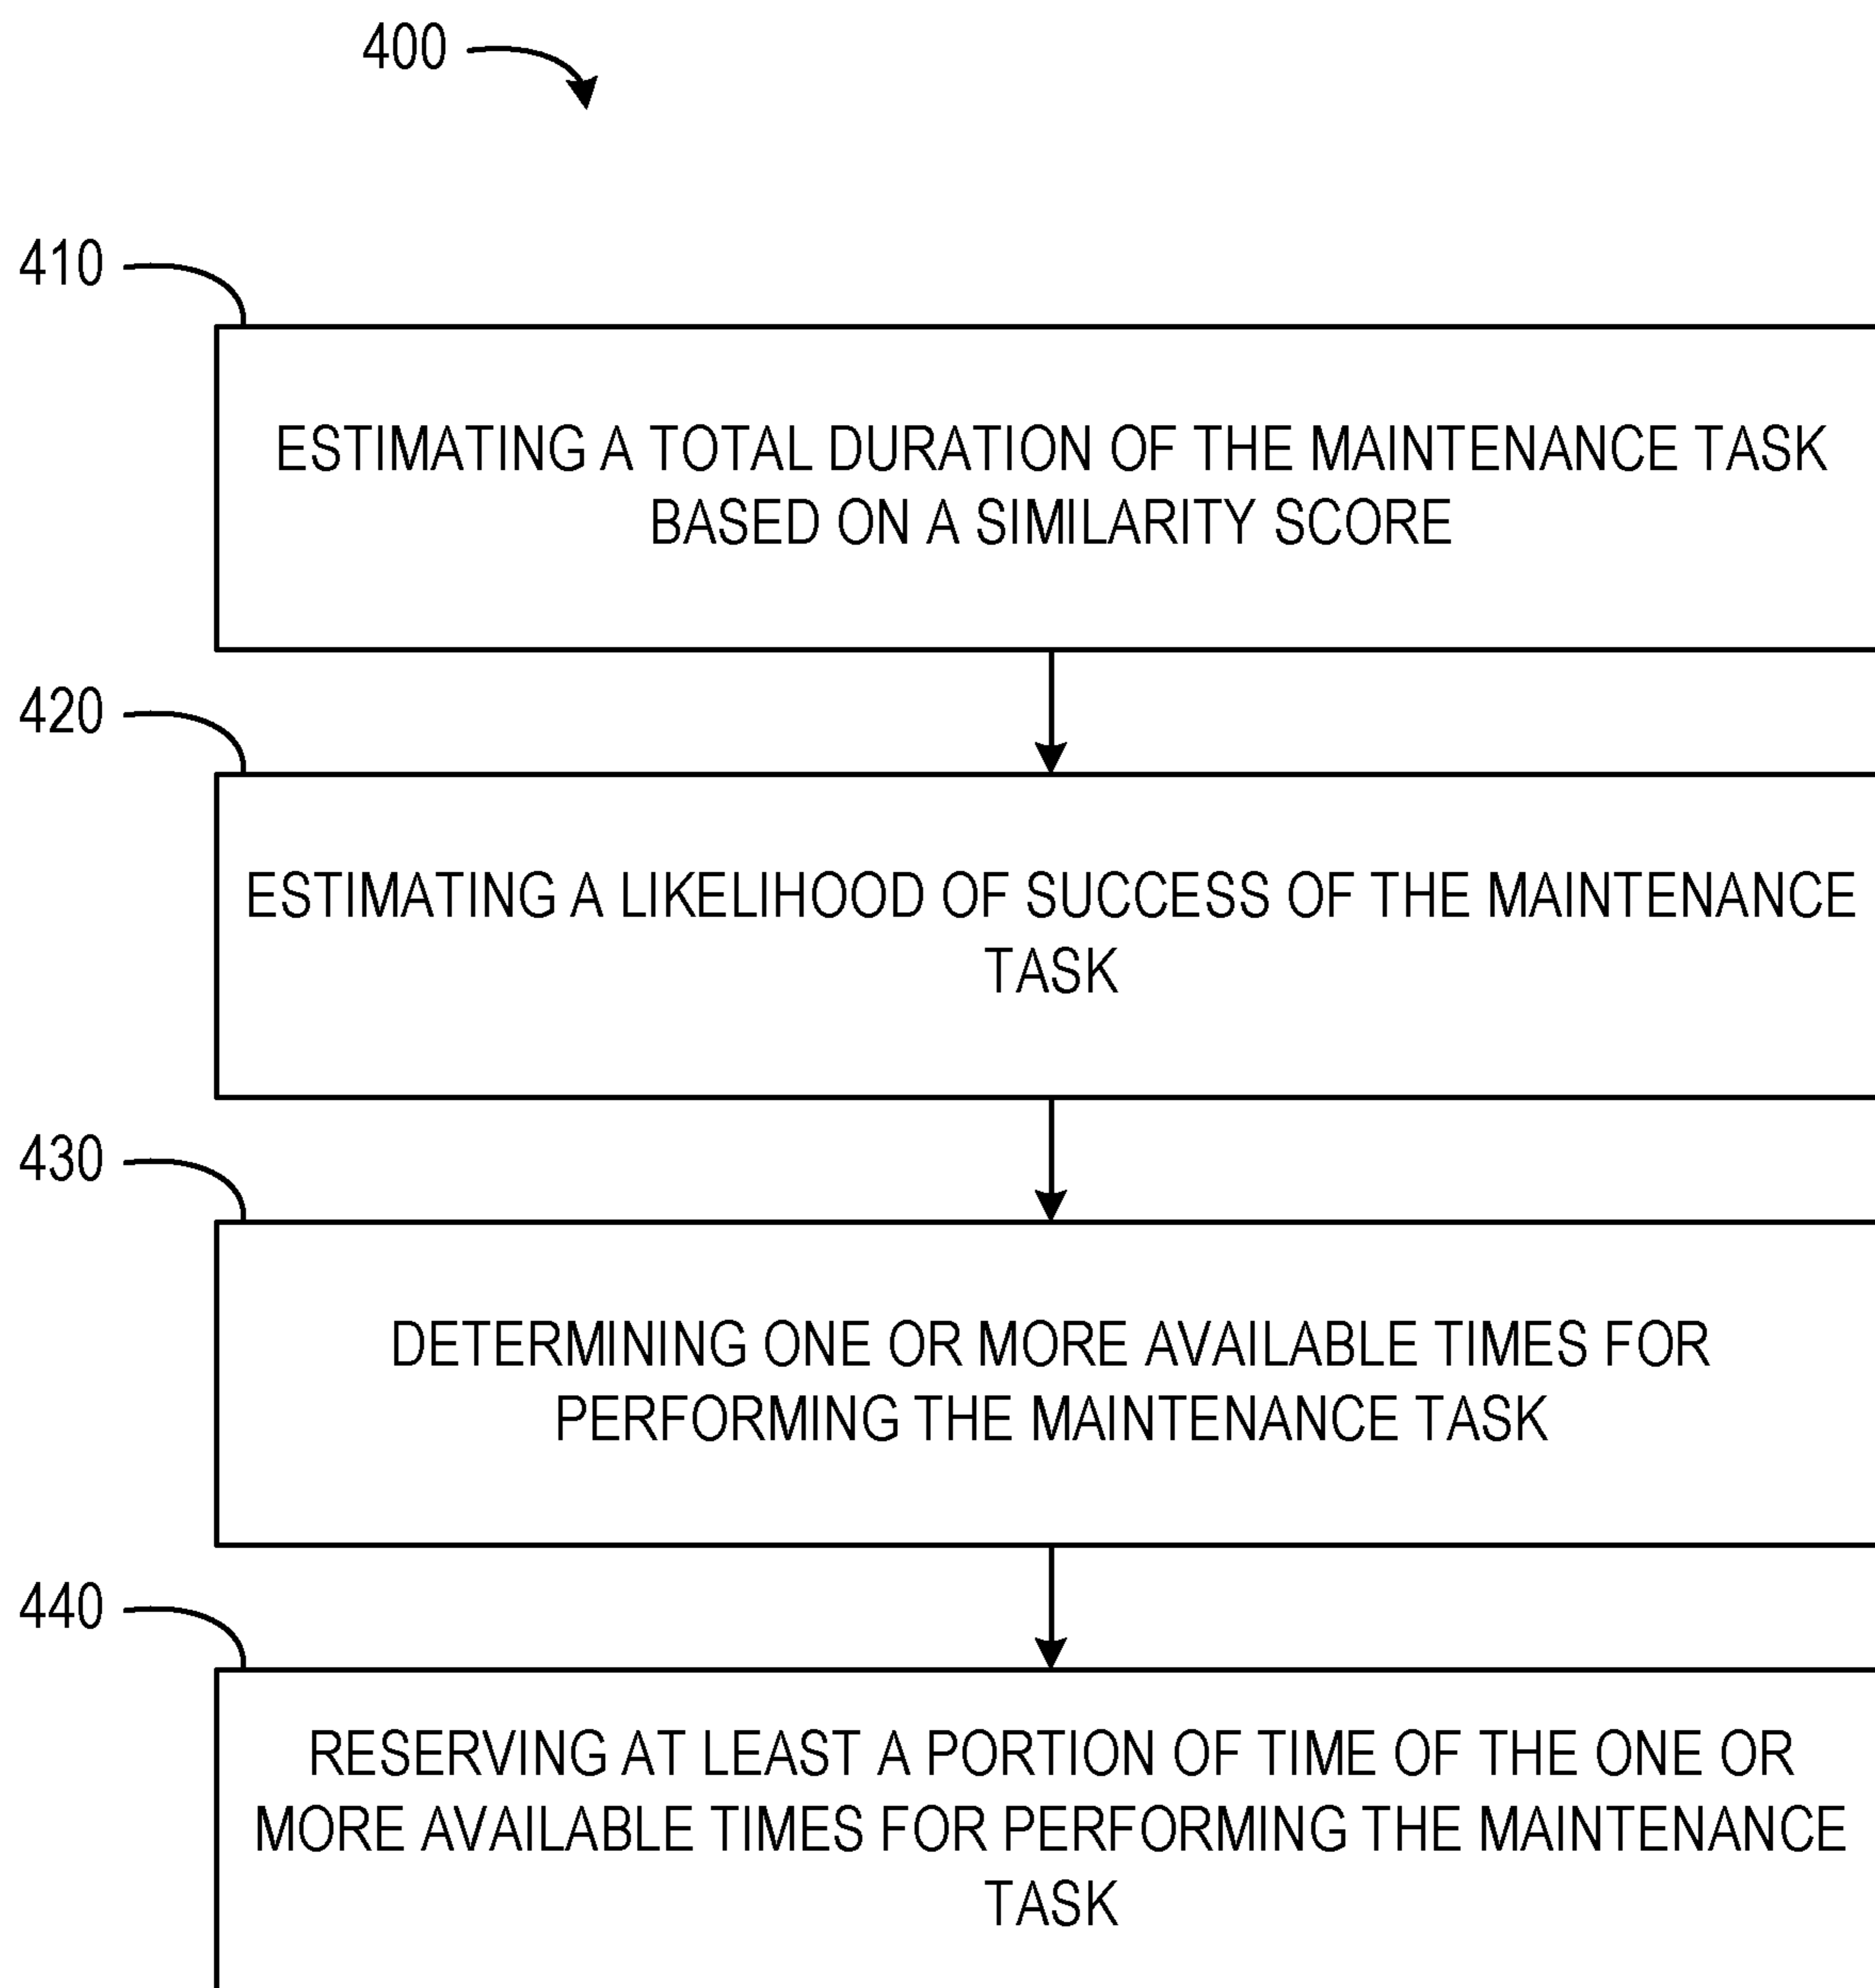 400
410
ESTIMATING A TOTAL DURATION OF THE MAINTENANCE TASK
BASED ON A SIMILARITY SCORE
420
ESTIMATING A LIKELIHOOD OF SUCCESS OF THE MAINTENANCE
TASK
430
DETERMINING ONE OR MORE AVAILABLE TIMES FOR
PERFORMING THE MAINTENANCE TASK
440
RESERVING AT LEAST A PORTION OF TIME OF THE ONE OR
MORE AVAILABLE TIMES FOR PERFORMING THE MAINTENANCE
TASK